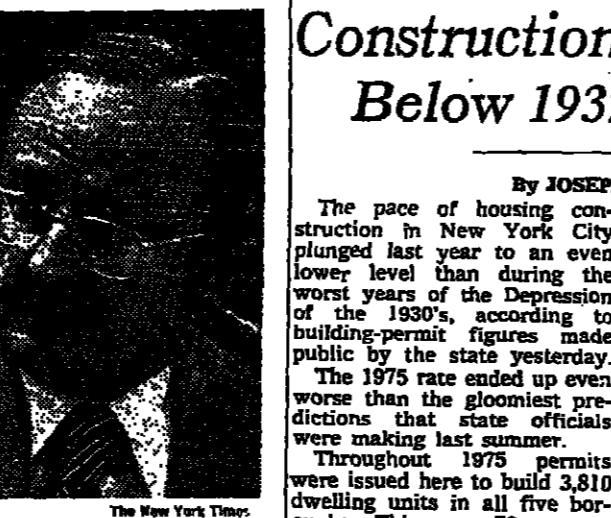 Construction
Below 193
By JOSEP
The pace of housing con-
struction in New York City
plunged last year to an even
lower level than during the
worst years of the Depression
of the 1930's, according to
building-permit figures made
public by the state yesterday.
The 1975 rate ended up even
worse than the gloomiest pre-
dictions that state officials
were making last summer.
Throughout 1975 permits
were issued here to build 3,810
dwelling units in all five bor-
The New York Times